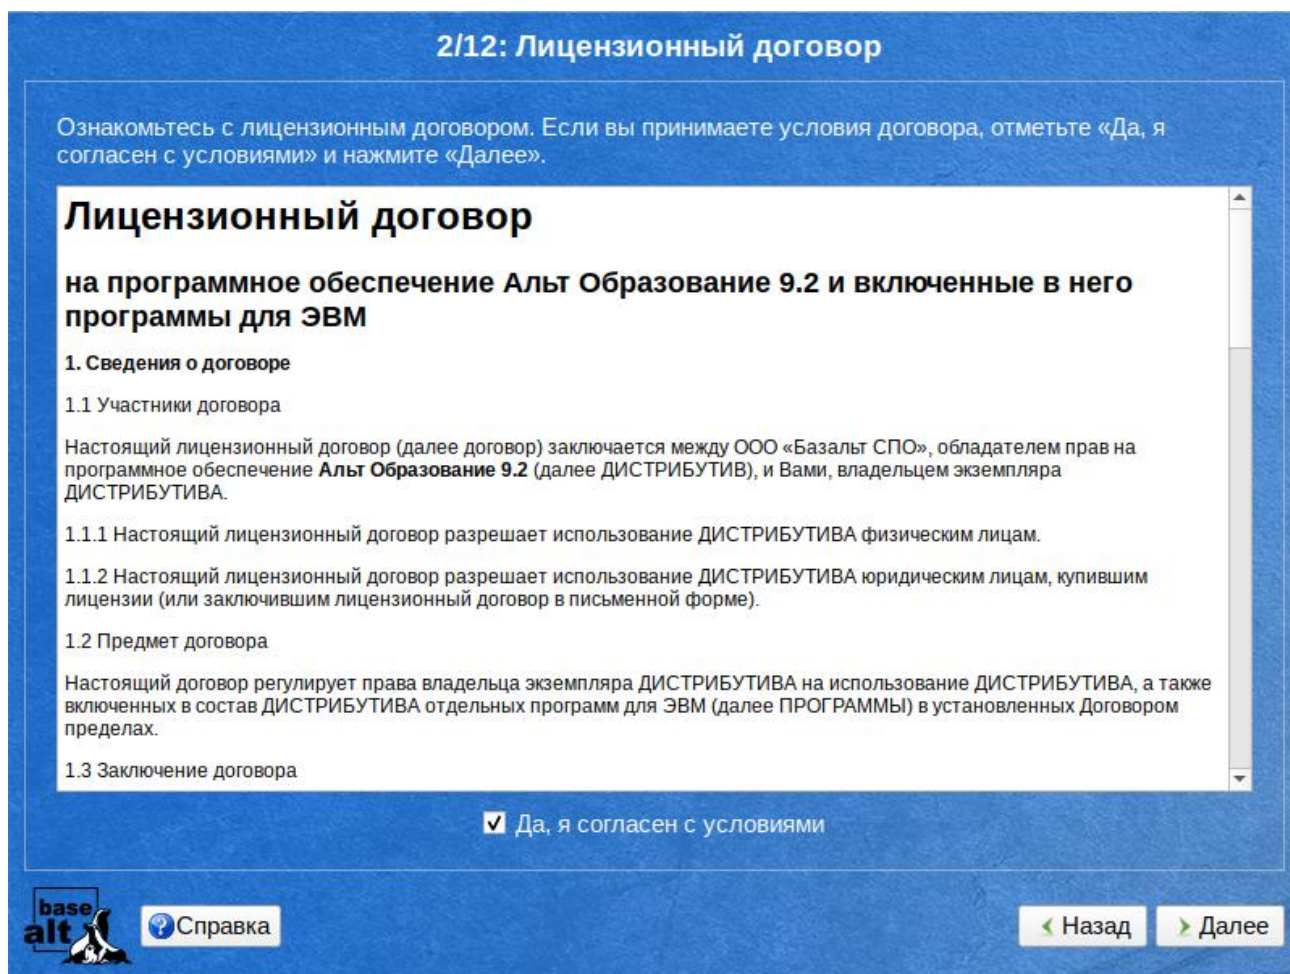 2/12: Лицензионный договор
Ознакомьтесь с лицензионным договором. Если вы принимаете условия договора, отметьте «Да, я
согласен с условиями» и нажмите «Далее».
Лицензионный договор
на программное обеспечение Альт Образование 9.2 и включенные в него
программы для ЭВМ
1. Сведения о договоре
1.1 Участники договора
Настоящий лицензионный договор (далее договор) заключается между ООО «Базальт СПО», обладателем прав на
программное обеспечение Альт Образование 9.2 (далее ДИСТРИБУТИВ), и Вами, владельцем экземпляра
ДИСТРИБУТИВА.
1.1.1 Настоящий лицензионный договор разрешает использование ДИСТРИБУТИВА физическим лицам.
1.1.2 Настоящий лицензионный договор разрешает использование ДИСТРИБУТИВА юридическим лицам, купившим
лицензии (или заключившим лицензионный договор в письменной форме).
1.2 Предмет договора
Настоящий договор регулирует права владельца экземпляра ДИСТРИБУТИВА на использование ДИСТРИБУТИВА, а также
включенных в состав ДИСТРИБУТИВА отдельных программ для ЭВМ (далее ПРОГРАММЫ) в установленных Договором
пределах.
1.3 Заключение договора
Да, я согласен с условиями
base
alt
Справка
Назад
Далее